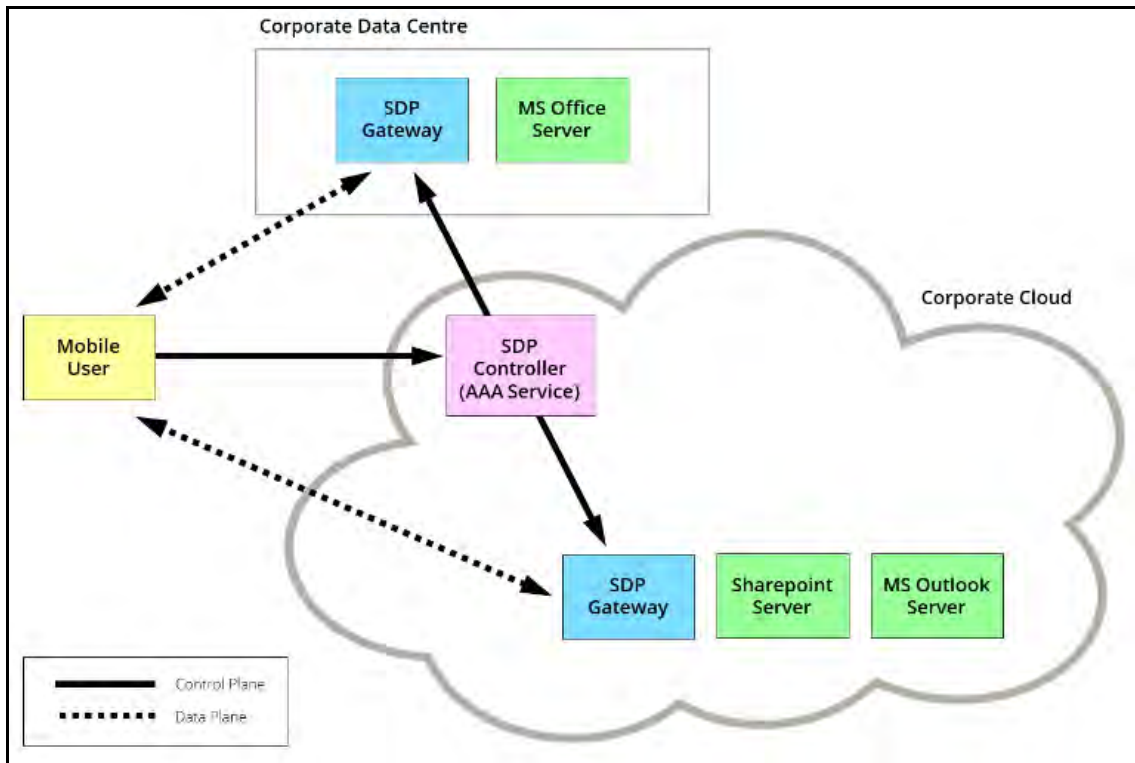 Corporate Data Centre
SDP
Gateway
MS Office
Server
Corporate Cloud
Mobile
User
SDP
Controller
(AAA Service)
SDP
Gateway
Sharepoint
Server
MS Outlook
Server
Control Plane
Data Plane